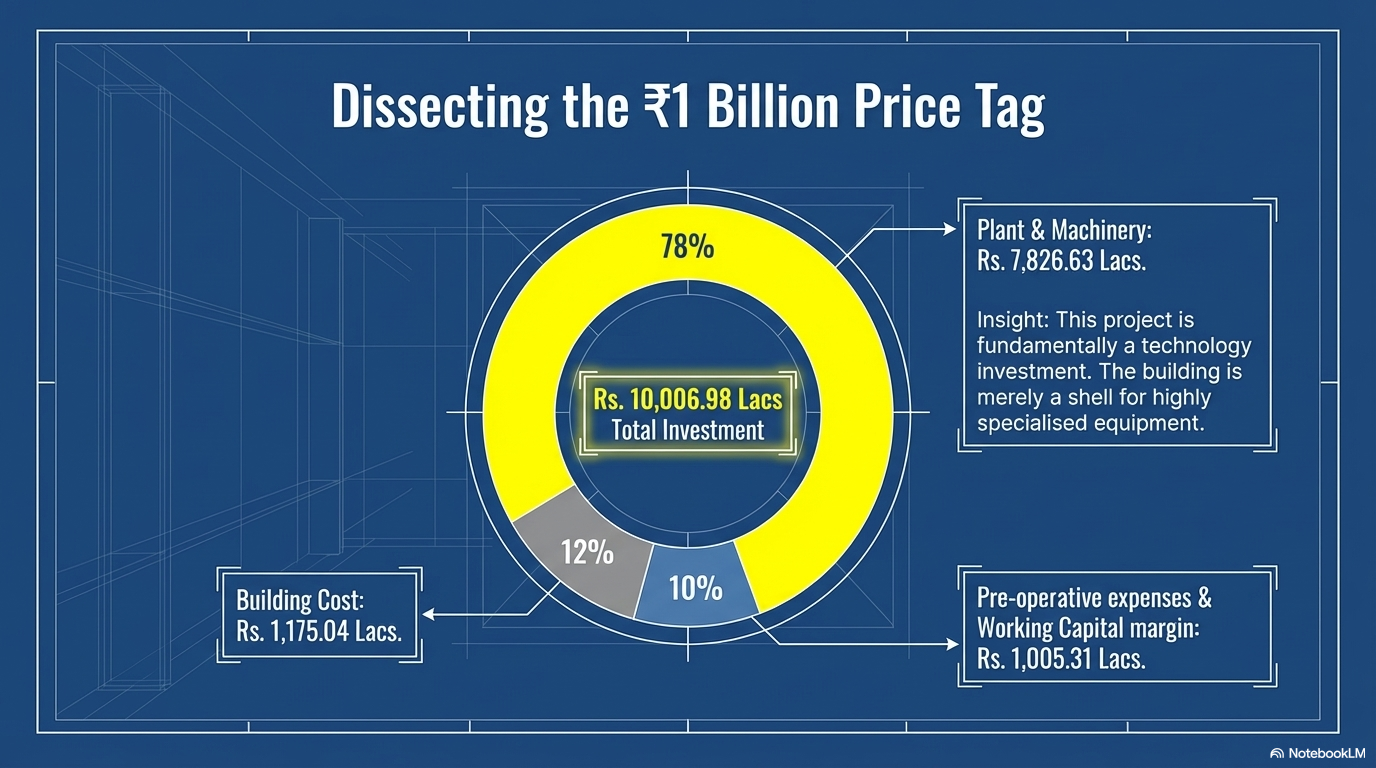 Dissecting the ₹1 Billion Price Tag
78%
Plant & Machinery:
Rs. 7,826.63 Lacs.
Insight: This project is
fundamentally a technology
investment. The building is
merely a shell for highly
specialised equipment.
Rs. 10,006.98 Lacs
Total Investment
12%
10%
Building Cost:
Rs. 1,175.04 Lacs.
Pre-operative expenses &
Working Capital margin:
Rs. 1,005.31 Lacs.
NotebookLM